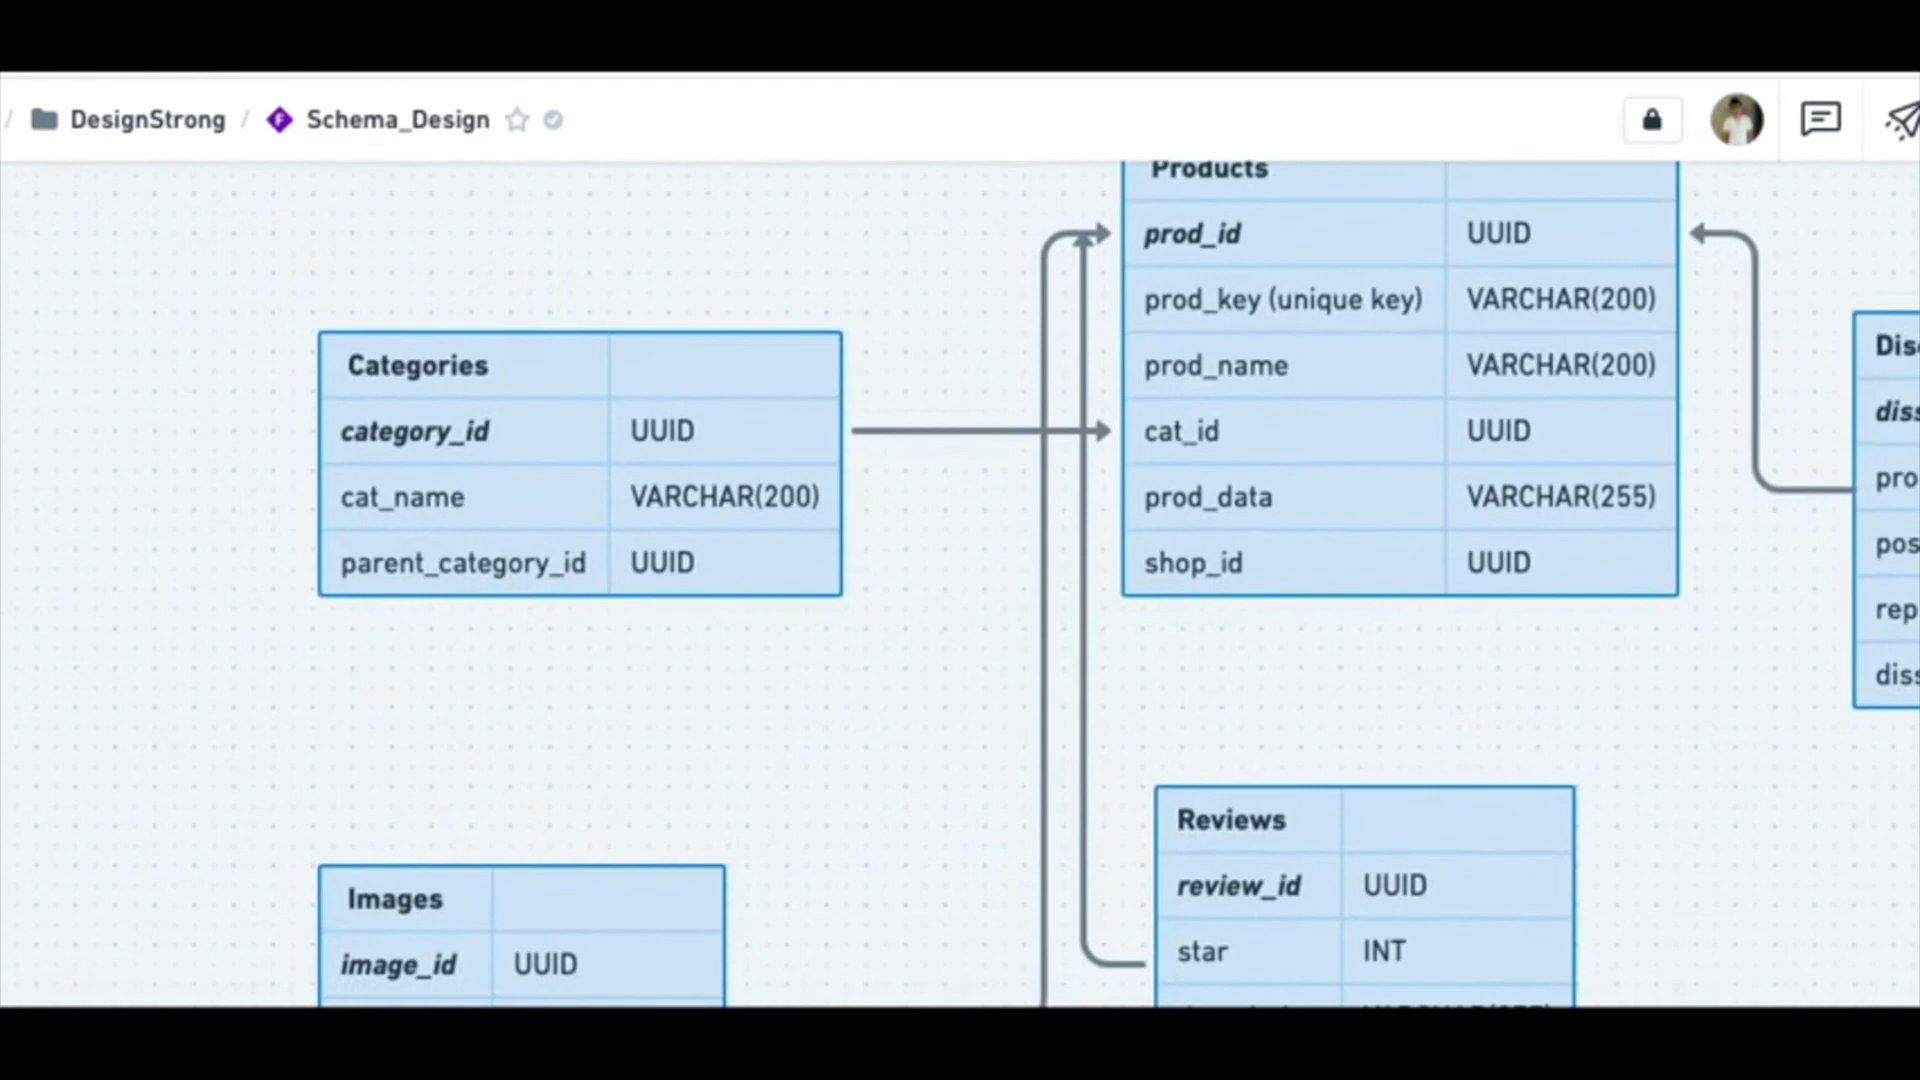 / DesignStrong / Schema_Design
Products
prod_id UUID
prod_key (unique key) VARCHAR(200)
prod_name VARCHAR(200)
cat_id UUID
prod_data VARCHAR(255)
shop_id UUID
Categories
category_id UUID
cat_name VARCHAR(200)
parent_category_id UUID
Reviews
review_id UUID
star INT
Images
image_id UUID